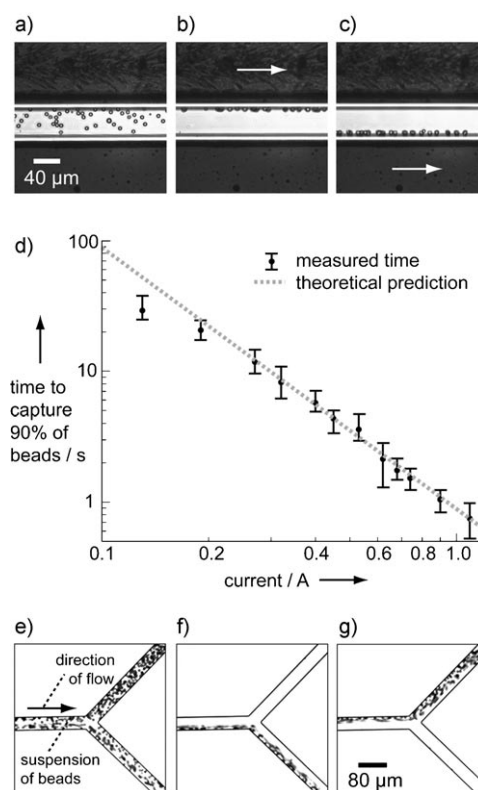 a)
b)
c)
40 µm
d)
100
10
1
measured time
theoretical prediction
time to
capture
90% of
beads / s
0.1
0.2
0.4
0.6
0.8
1.0
current / A
e)
f)
g)
direction
of flow
suspension
of beads
80 µm